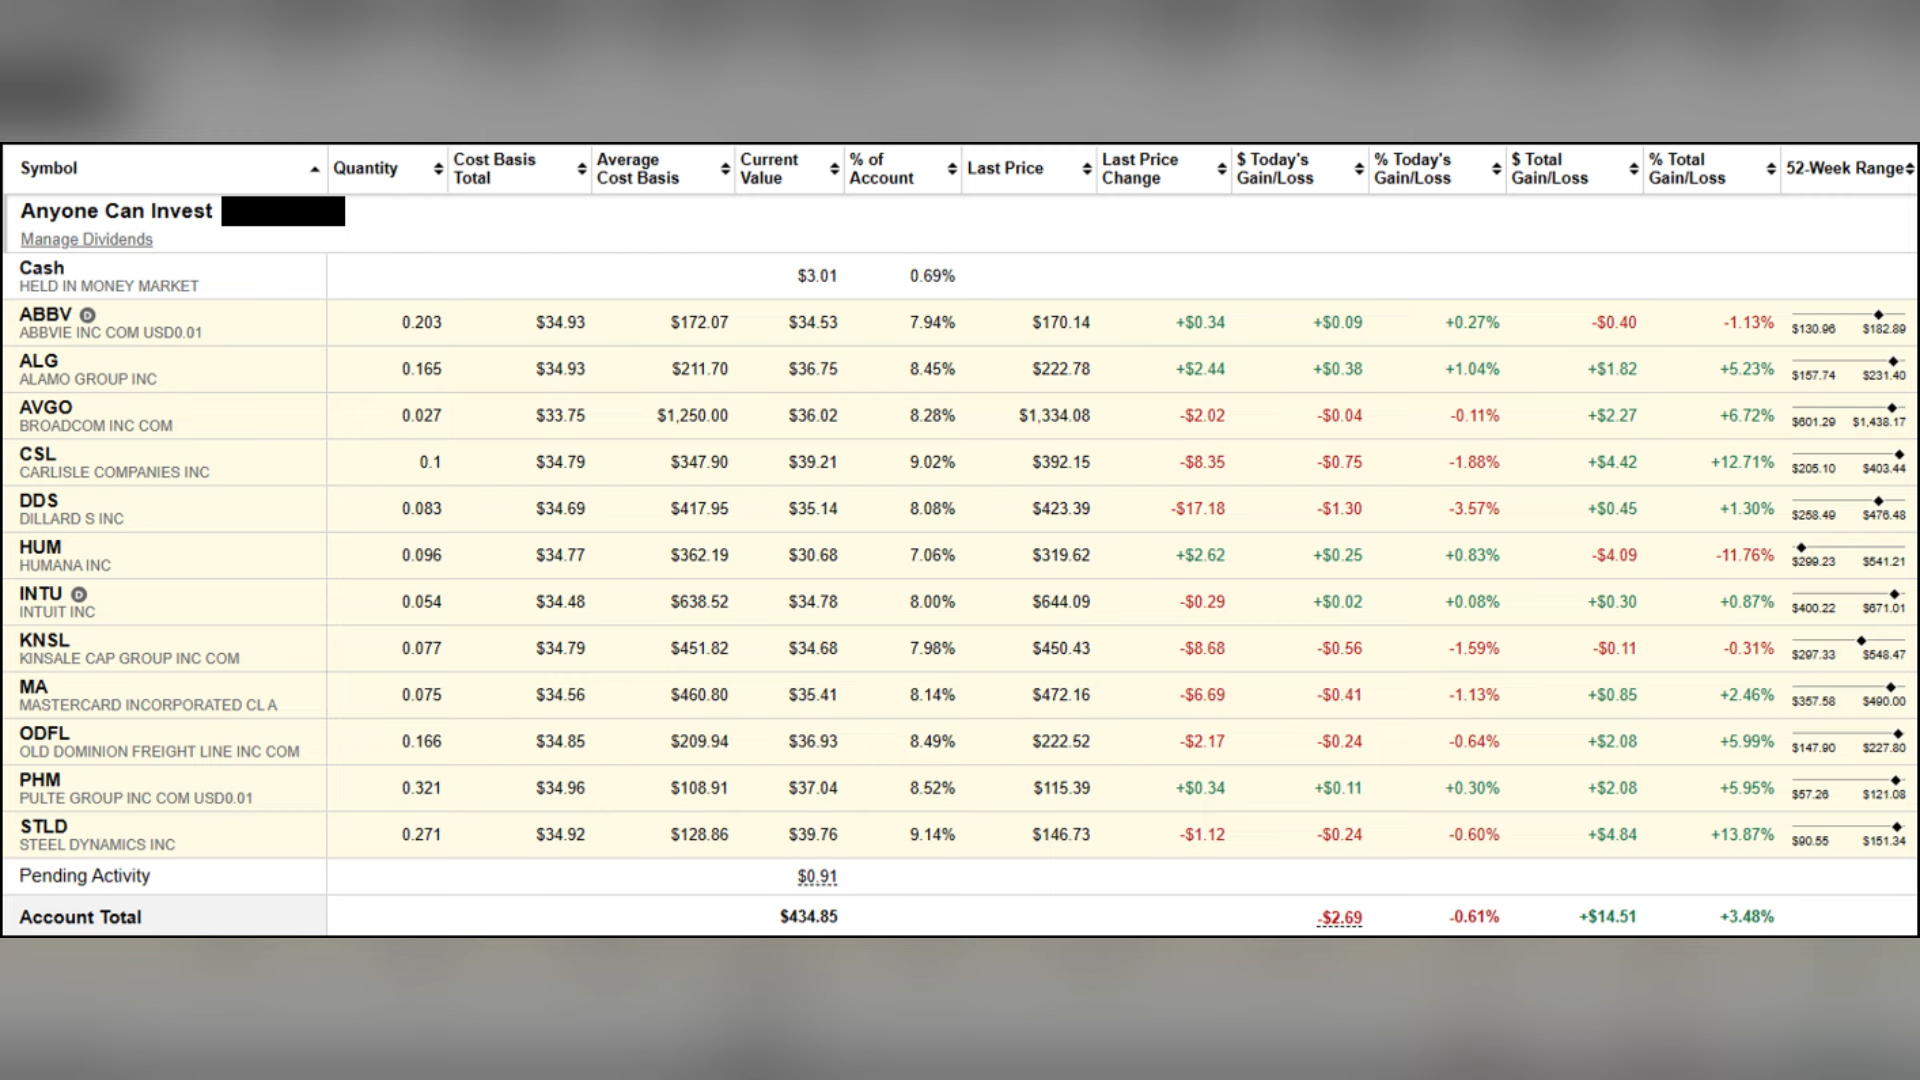 Symbol Quantity Cost Basis Total Average Cost Basis Current Value % of Account Last Price Last Price Change $ Today's Gain/Loss % Today's Gain/Loss $ Total Gain/Loss % Total Gain/Loss 52-Week Range
Anyone Can Invest
Manage Dividends
Cash $3.01 0.69%
HELD IN MONEY MARKET
ABBV D 0.203 $34.93 $172.07 $34.53 7.94% $170.14 +$0.34 +$0.09 +0.27% -$0.40 -1.13%
ABBVIE INC COM USD0.01 $130.96 $182.89
ALG 0.165 $34.93 $211.70 $36.75 8.45% $222.78 +$2.44 +$0.38 +1.04% +$1.82 +5.23%
ALAMO GROUP INC $157.74 $231.40
AVGO 0.027 $33.75 $1,250.00 $36.02 8.28% $1,334.08 -$2.02 -$0.04 -0.11% +$2.27 +6.72%
BROADCOM INC COM $601.29 $1,438.17
CSL 0.1 $34.79 $347.90 $39.21 9.02% $392.15 -$8.35 -$0.75 -1.88% +$4.42 +12.71%
CARLISLE COMPANIES INC $205.10 $403.44
DDS 0.083 $34.69 $417.95 $35.14 8.08% $423.39 -$17.18 -$1.30 -3.57% +$0.45 +1.30%
DILLARD S INC $258.49 $476.48
HUM 0.096 $34.77 $362.19 $30.68 7.06% $319.62 +$2.62 +$0.25 +0.83% -$4.09 -11.76%
HUMANA INC $299.23 $541.21
INTU D 0.054 $34.48 $638.52 $34.78 8.00% $644.09 -$0.29 +$0.02 +0.08% +$0.30 +0.87%
INTUIT INC $400.22 $671.01
KNSL 0.077 $34.79 $451.82 $34.68 7.98% $450.43 -$8.68 -$0.56 -1.59% -$0.11 -0.31%
KINSALE CAP GROUP INC COM $297.33 $548.47
MA 0.075 $34.56 $460.80 $35.41 8.14% $472.16 -$6.69 -$0.41 -1.13% +$0.85 +2.46%
MASTERCARD INCORPORATED CL A $357.58 $490.00
ODFL 0.166 $34.85 $209.94 $36.93 8.49% $222.52 -$2.17 -$0.24 -0.64% +$2.08 +5.99%
OLD DOMINION FREIGHT LINE INC COM $147.90 $227.80
PHM 0.321 $34.96 $108.91 $37.04 8.52% $115.39 +$0.34 +$0.11 +0.30% +$2.08 +5.95%
PULTE GROUP INC COM USD0.01 $57.26 $121.08
STLD 0.271 $34.92 $128.86 $39.76 9.14% $146.73 -$1.12 -$0.24 -0.60% +$4.84 +13.87%
STEEL DYNAMICS INC $90.55 $151.34
Pending Activity $0.91
Account Total $434.85 -$2.69 -0.61% +$14.51 +3.48%